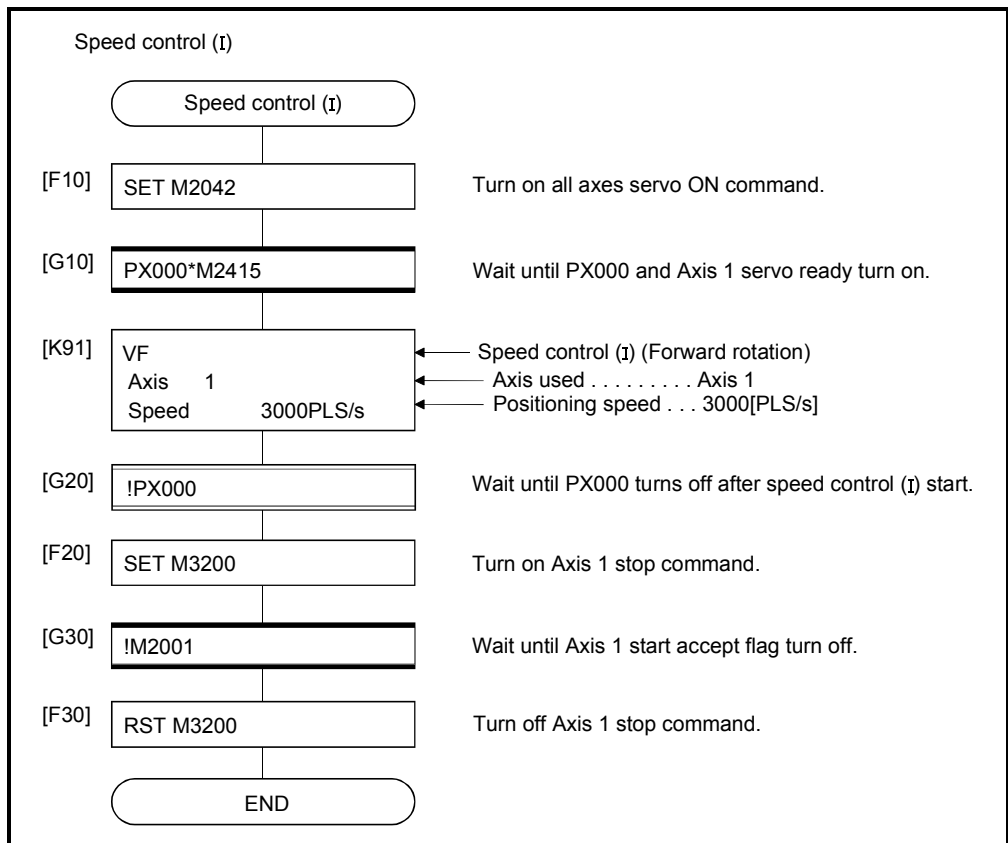 Speed control (I)
Speed control (I)
[F10] SET M2042 Turn on all axes servo ON command.
[G10] PX000*M2415 Wait until PX000 and Axis 1 servo ready turn on.
[K91] VF Speed control (I) (Forward rotation)
Axis 1 Axis used . . . . . . . . . Axis 1
Speed 3000PLS/s Positioning speed . . . 3000[PLS/s]
[G20] !PX000 Wait until PX000 turns off after speed control (I) start.
[F20] SET M3200 Turn on Axis 1 stop command.
[G30] !M2001 Wait until Axis 1 start accept flag turn off.
[F30] RST M3200 Turn off Axis 1 stop command.
END